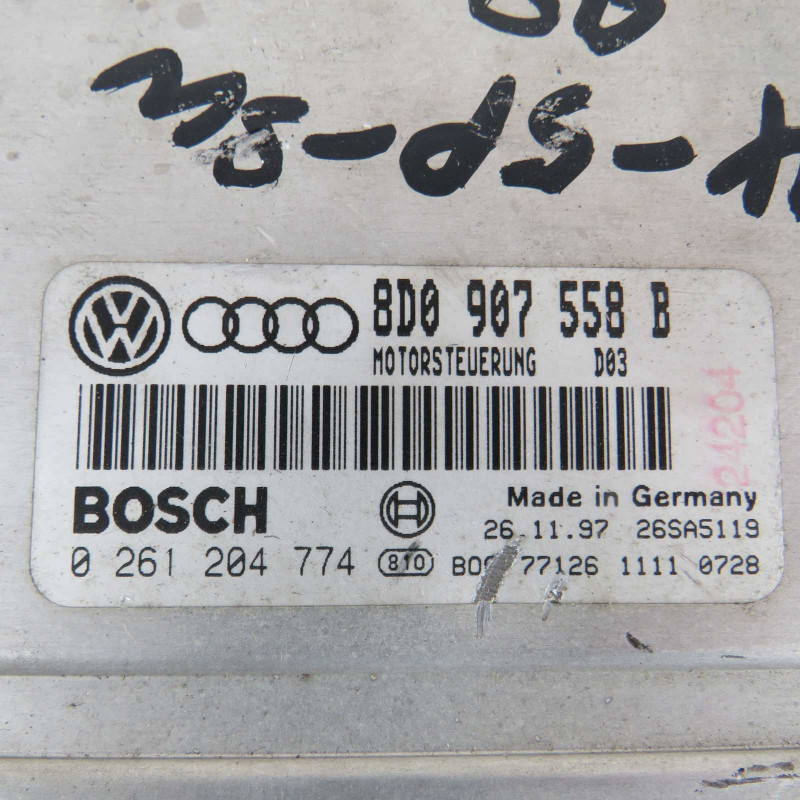 8D0 907 558 B
MOTORSTEUERUNG D03
24204
BOSCH
Made in Germany
26.11.97 26SA5119
0 261 204 774 810 77126 1111 0728